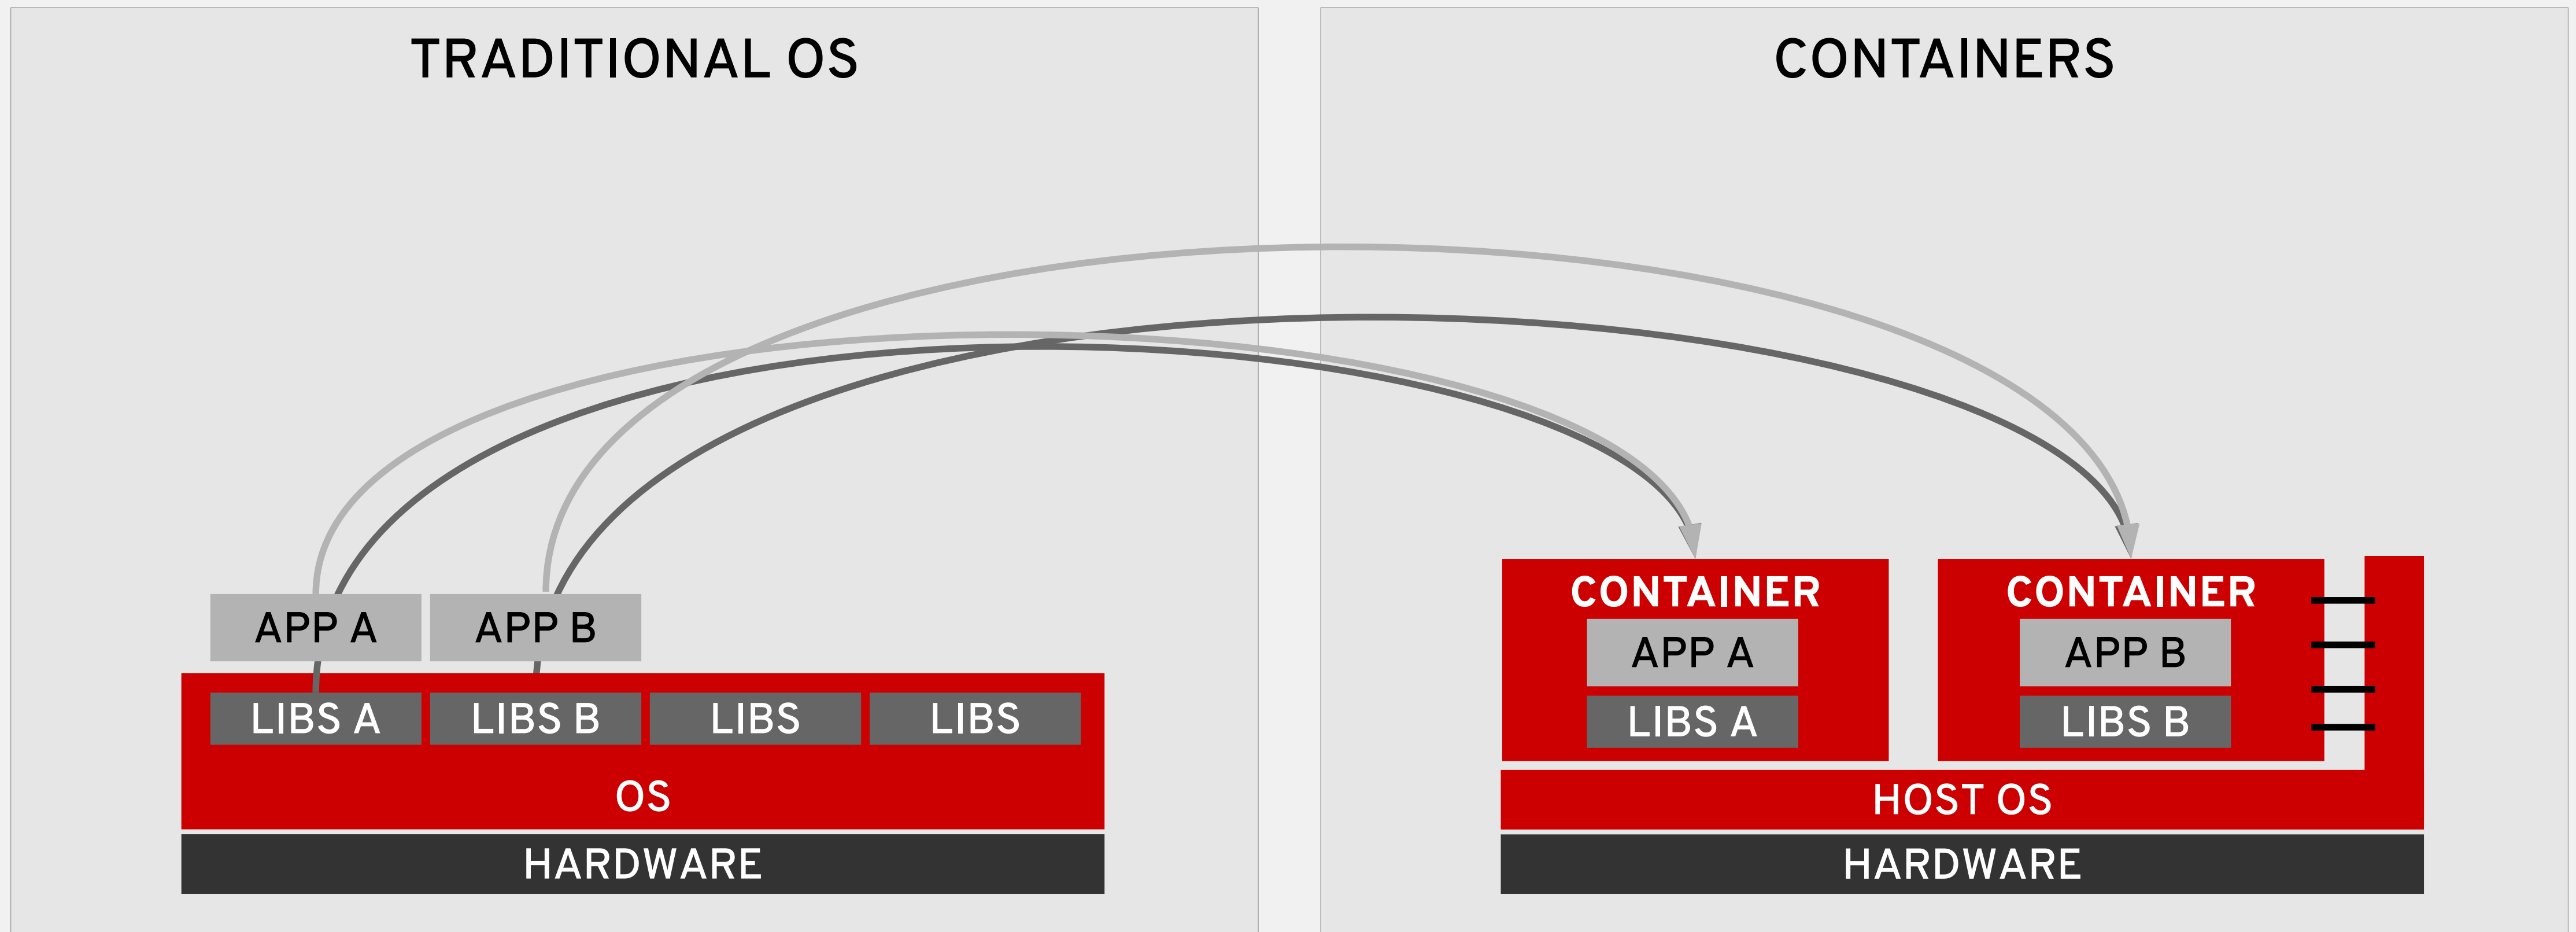 TRADITIONAL OS
APP A
APP B
LIBS A
LIBS B
LIBS
LIBS
OS
HARDWARE
CONTAINERS
CONTAINER
APP A
LIBS A
CONTAINER
APP B
LIBS B
HOST OS
HARDWARE